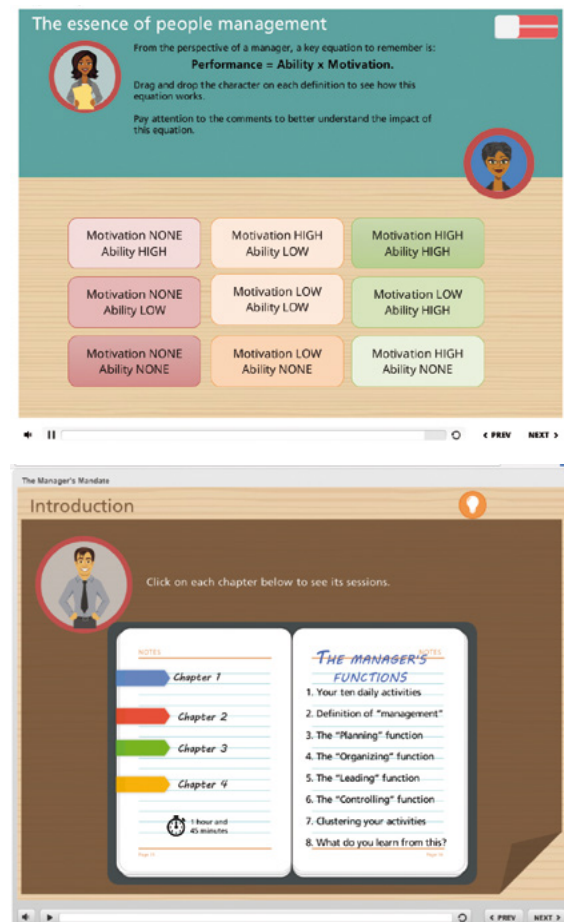 The essence of people management
From the perspective of a manager, a key equation to remember is:
Performance = Ability x Motivation.
Drag and drop the character on each definition to see how this
equation works.
Pay attention to the comments to better understand the impact of
this equation.
Motivation NONE
Ability HIGH
Motivation HIGH
Ability LOW
Motivation HIGH
Ability HIGH
Motivation NONE
Ability LOW
Motivation LOW
Ability LOW
Motivation LOW
Ability HIGH
Motivation NONE
Ability NONE
Motivation LOW
Ability NONE
Motivation HIGH
Ability NONE
< PREV NEXT >
The Manager's Mandate
Introduction
Click on each chapter below to see its sessions.
NOTES
Chapter 1
Chapter 2
Chapter 3
Chapter 4
1 hour and
45 minutes
NOTES
THE MANAGER'S
FUNCTIONS
1. Your ten daily activities
2. Definition of "management"
3. The "Planning" function
4. The "Organizing" function
5. The "Leading" function
6. The "Controlling" function
7. Clustering your activities
8. What do you learn from this?
< PREV NEXT >